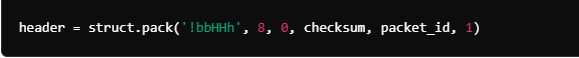 header = struct.pack('!bbHHh', 8, 0, checksum, packet_id, 1)